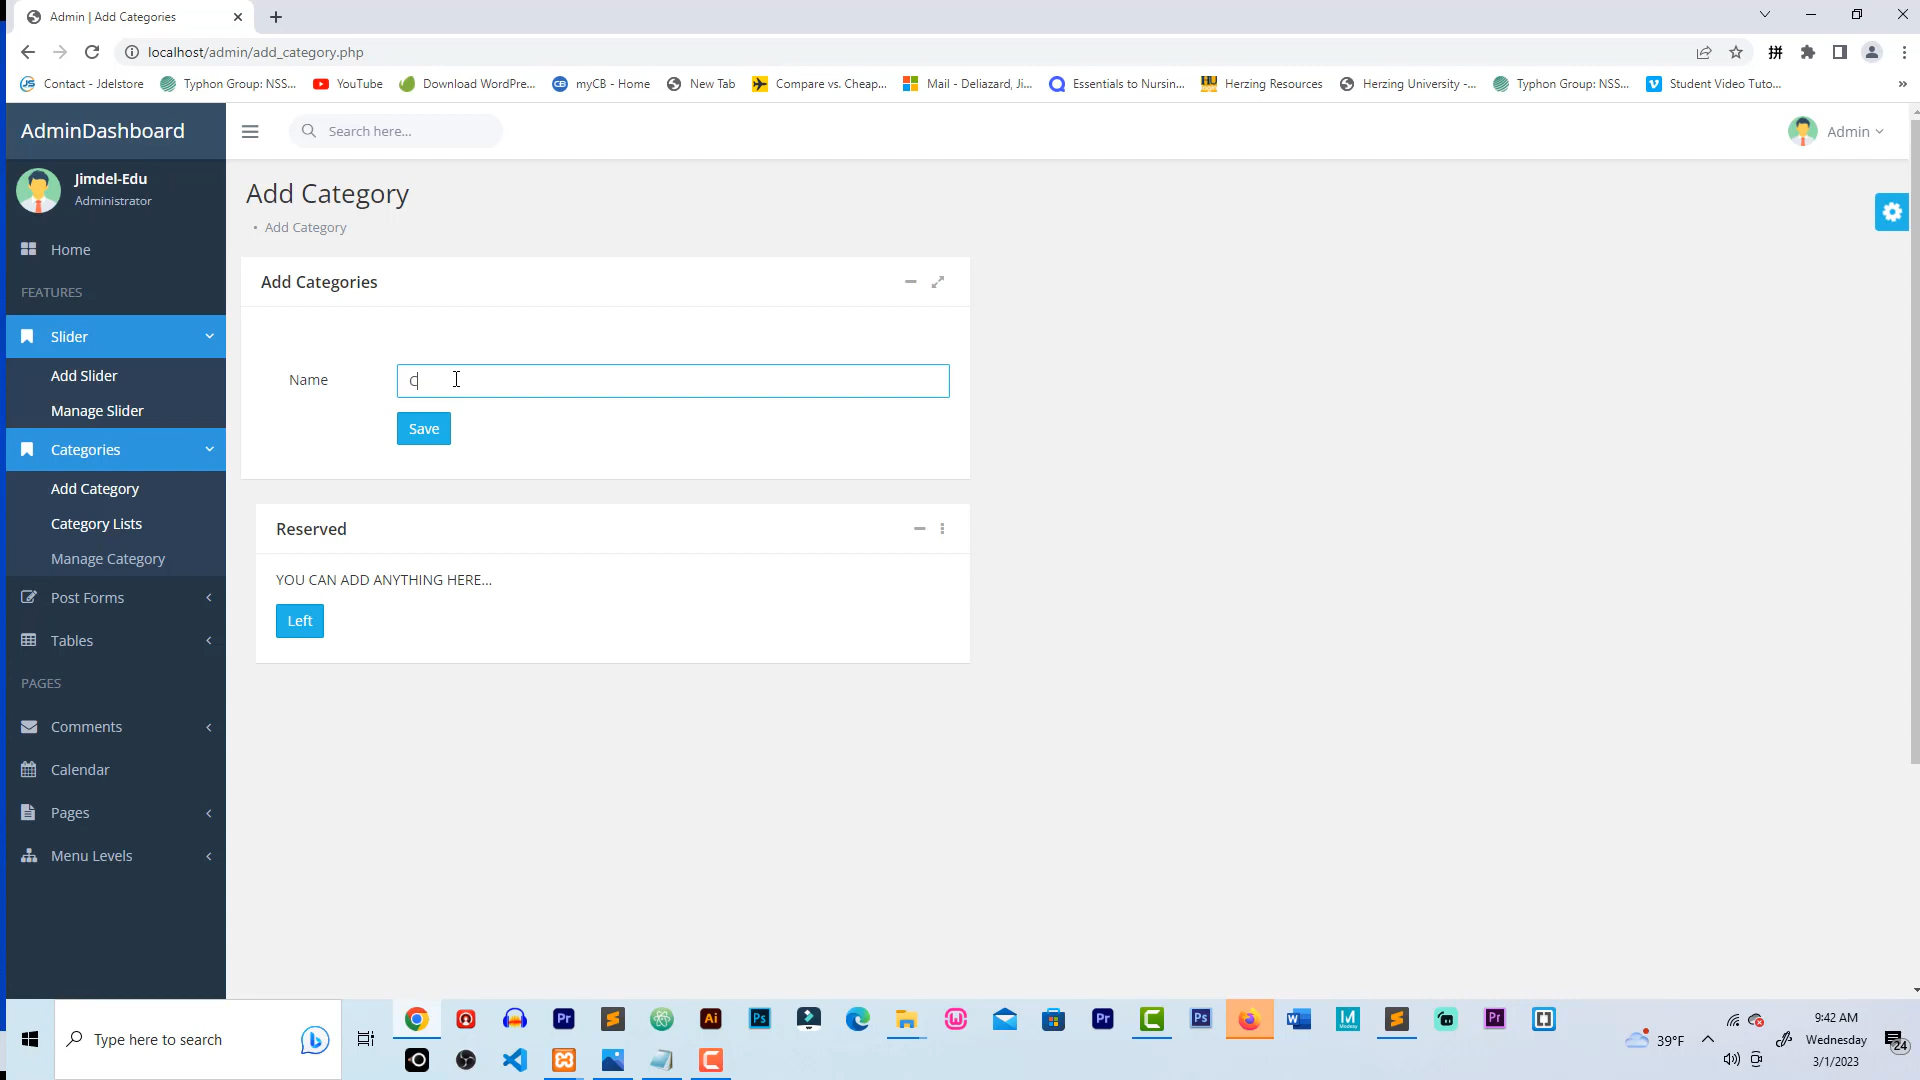 Admin | Add Categories
localhost/admin/add_category.php
Contact - Jdelstore
Typhon Group: NSS...
YouTube
Download WordPre...
myCB - Home
New Tab
Compare vs. Cheap...
Mail - Deliazard, Ji...
Essentials to Nursin...
Herzing Resources
Herzing University -...
Typhon Group: NSS...
Student Video Tuto...
»
AdminDashboard
Search here...
Admin
Jimdel-Edu
Administrator
Home
FEATURES
Slider
Add Slider
Manage Slider
Categories
Add Category
Category Lists
Manage Category
Post Forms
Tables
PAGES
Comments
Calendar
Pages
Menu Levels
Add Category
• Add Category
Add Categories
Name
C
Save
Reserved
YOU CAN ADD ANYTHING HERE...
Left
Type here to search
39°F
9:42 AM
Wednesday
3/1/2023
24